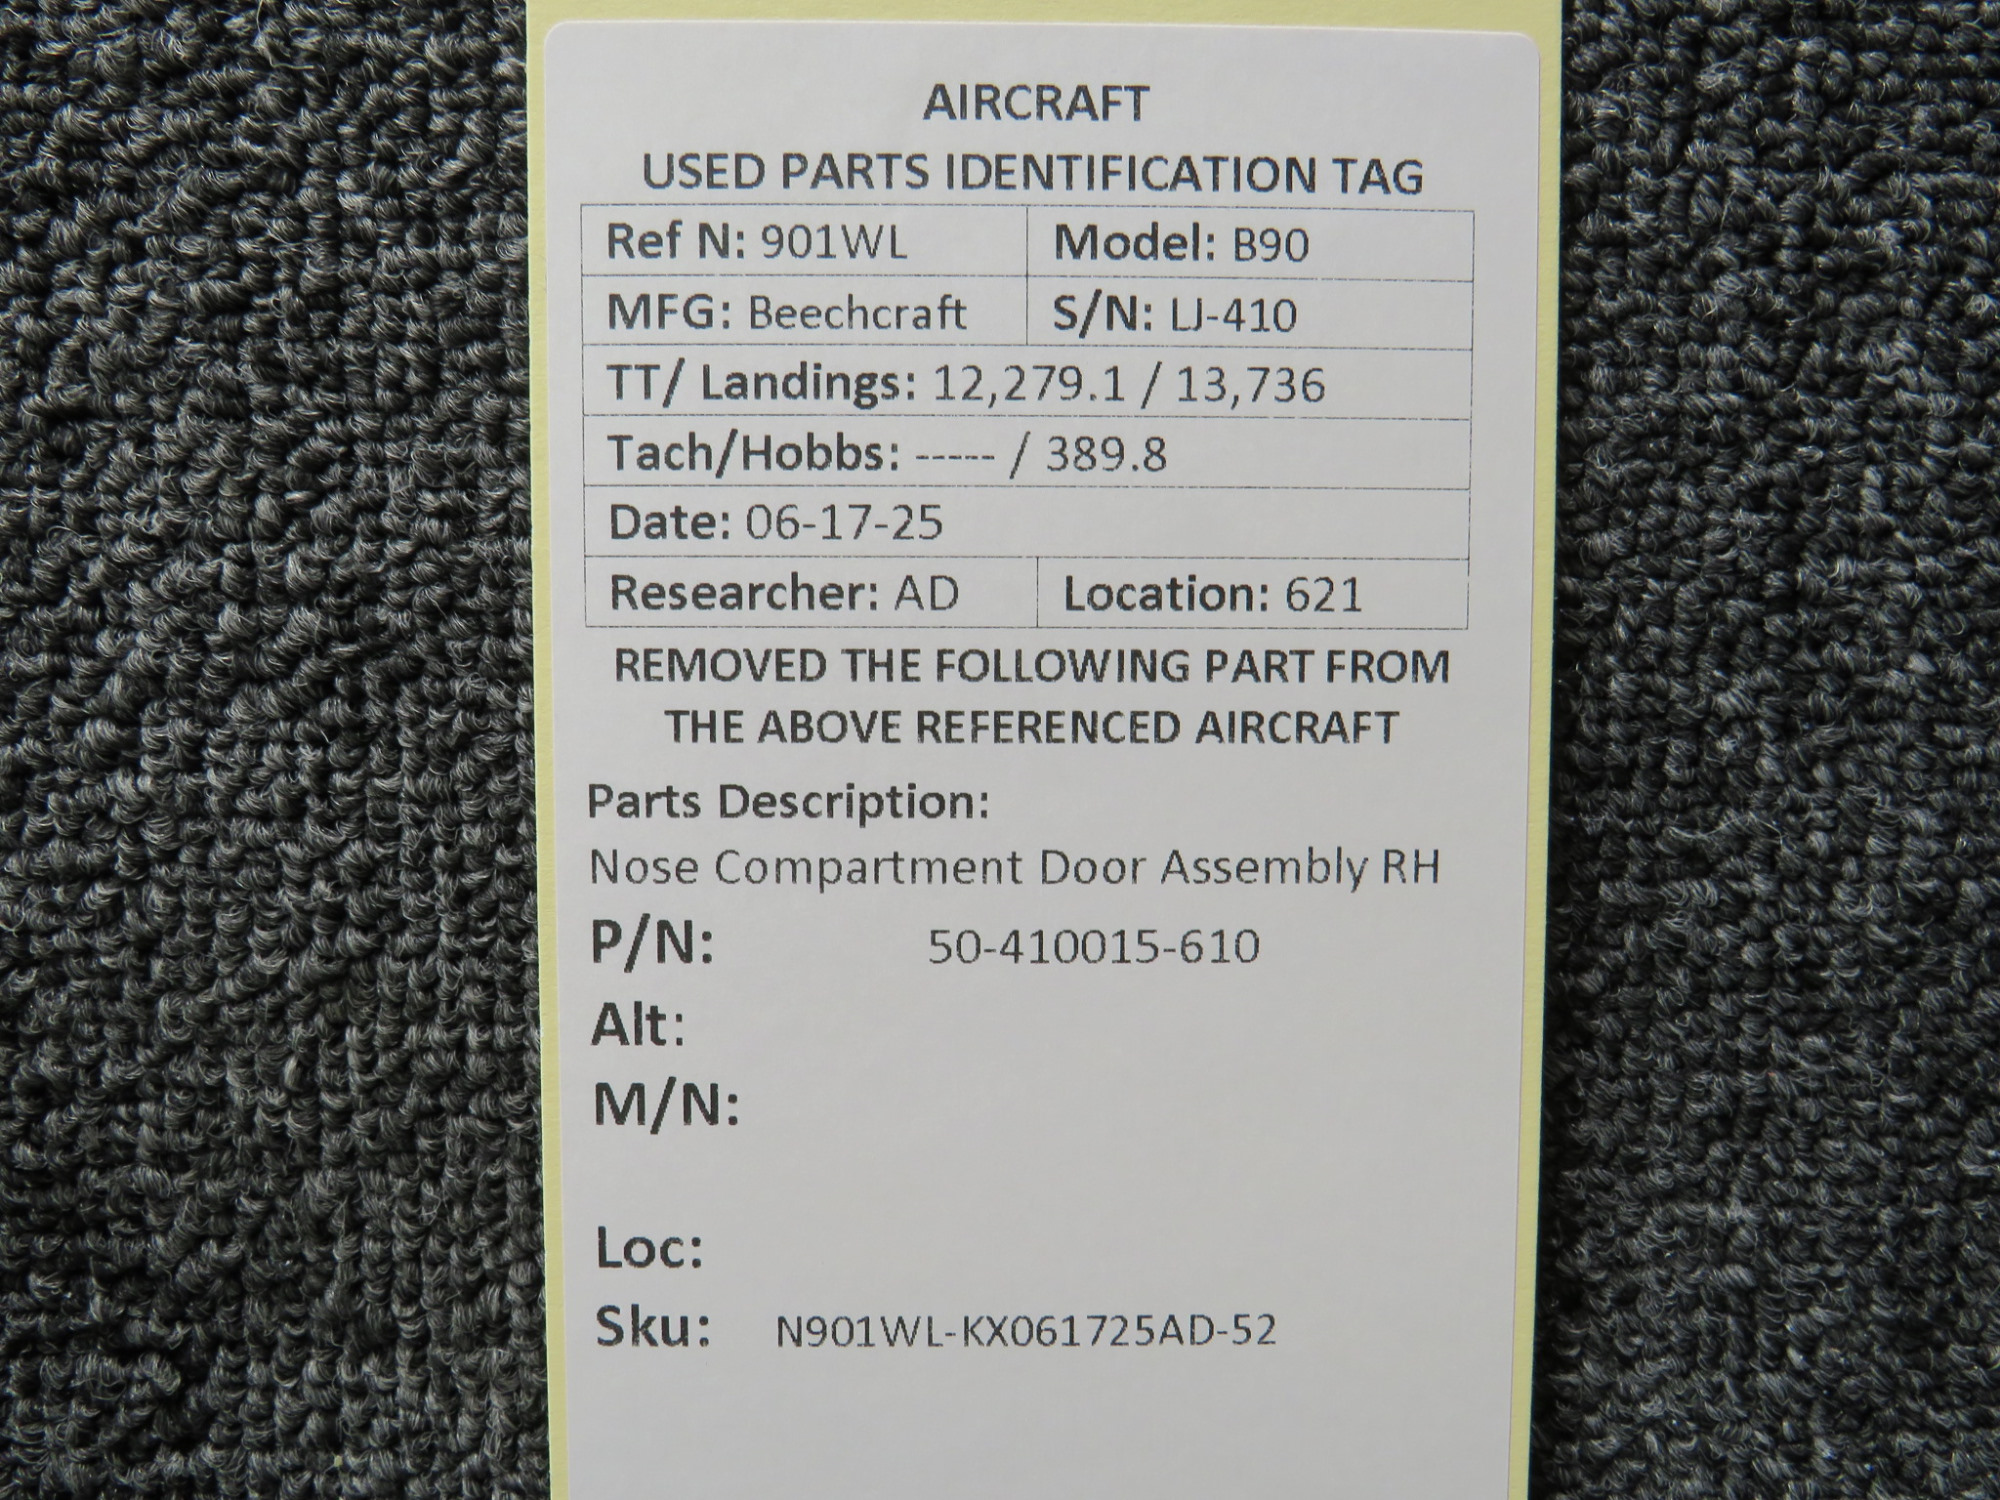 AIRCRAFT
USED PARTS IDENTIFICATION TAG
Ref N: 901WL Model: B90
MFG: Beechcraft S/N: LJ-410
TT/ Landings: 12,279.1 / 13,736
Tach/Hobbs: ----- / 389.8
Date: 06-17-25
Researcher: AD Location: 621
REMOVED THE FOLLOWING PART FROM
THE ABOVE REFERENCED AIRCRAFT
Parts Description:
Nose Compartment Door Assembly RH
P/N: 50-410015-610
Alt:
M/N:
Loc:
Sku: N901WL-KX061725AD-52